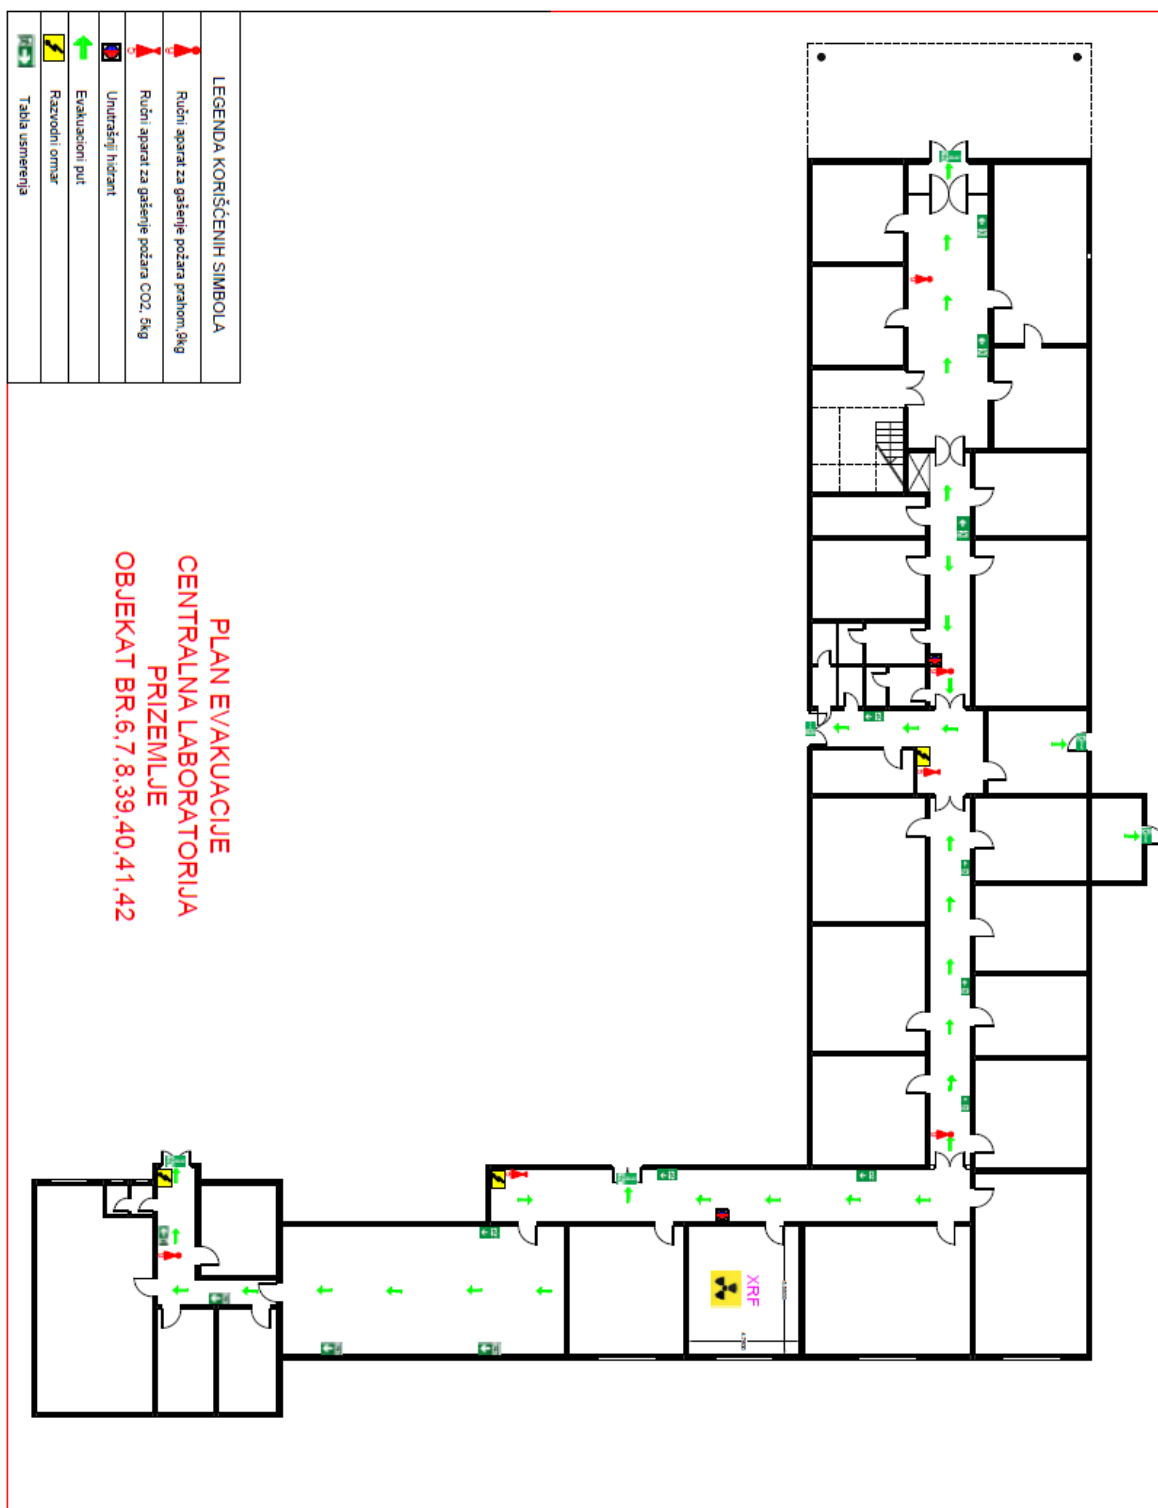 LEGENDA KORIŠĆENIH SIMBOLA
Ručni aparat za gašenje požara prahom,9kg
Ručni aparat za gašenje požara CO2, 5kg
Unutrašnji hidrant
Evakuacioni put
Razvodni ormar
Tabla usmerenja
PLAN EVAKUACIJE
CENTRALNA LABORATORIJA
PRIZEMLJE
OBJEKAT BR.6,7,8,39,40,41,42
XRF